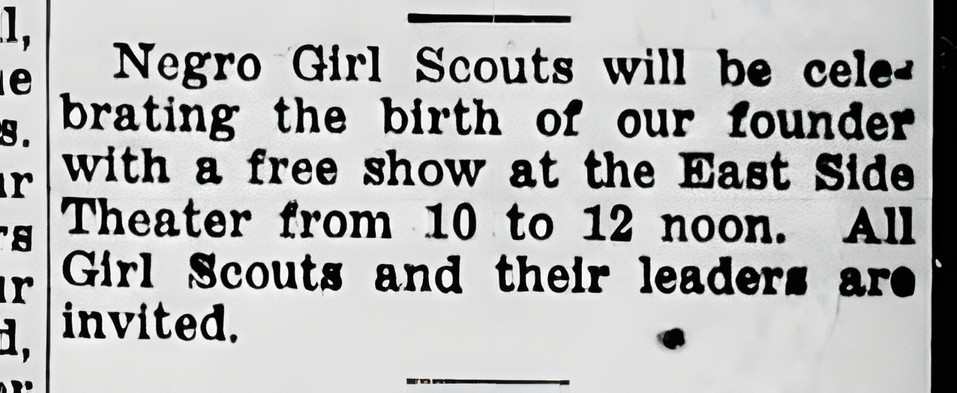 Negro Girl Scouts will be cele-
brating the birth of our founder
with a free show at the East Side
Theater from 10 to 12 noon. All
Girl Scouts and their leaders are
invited.